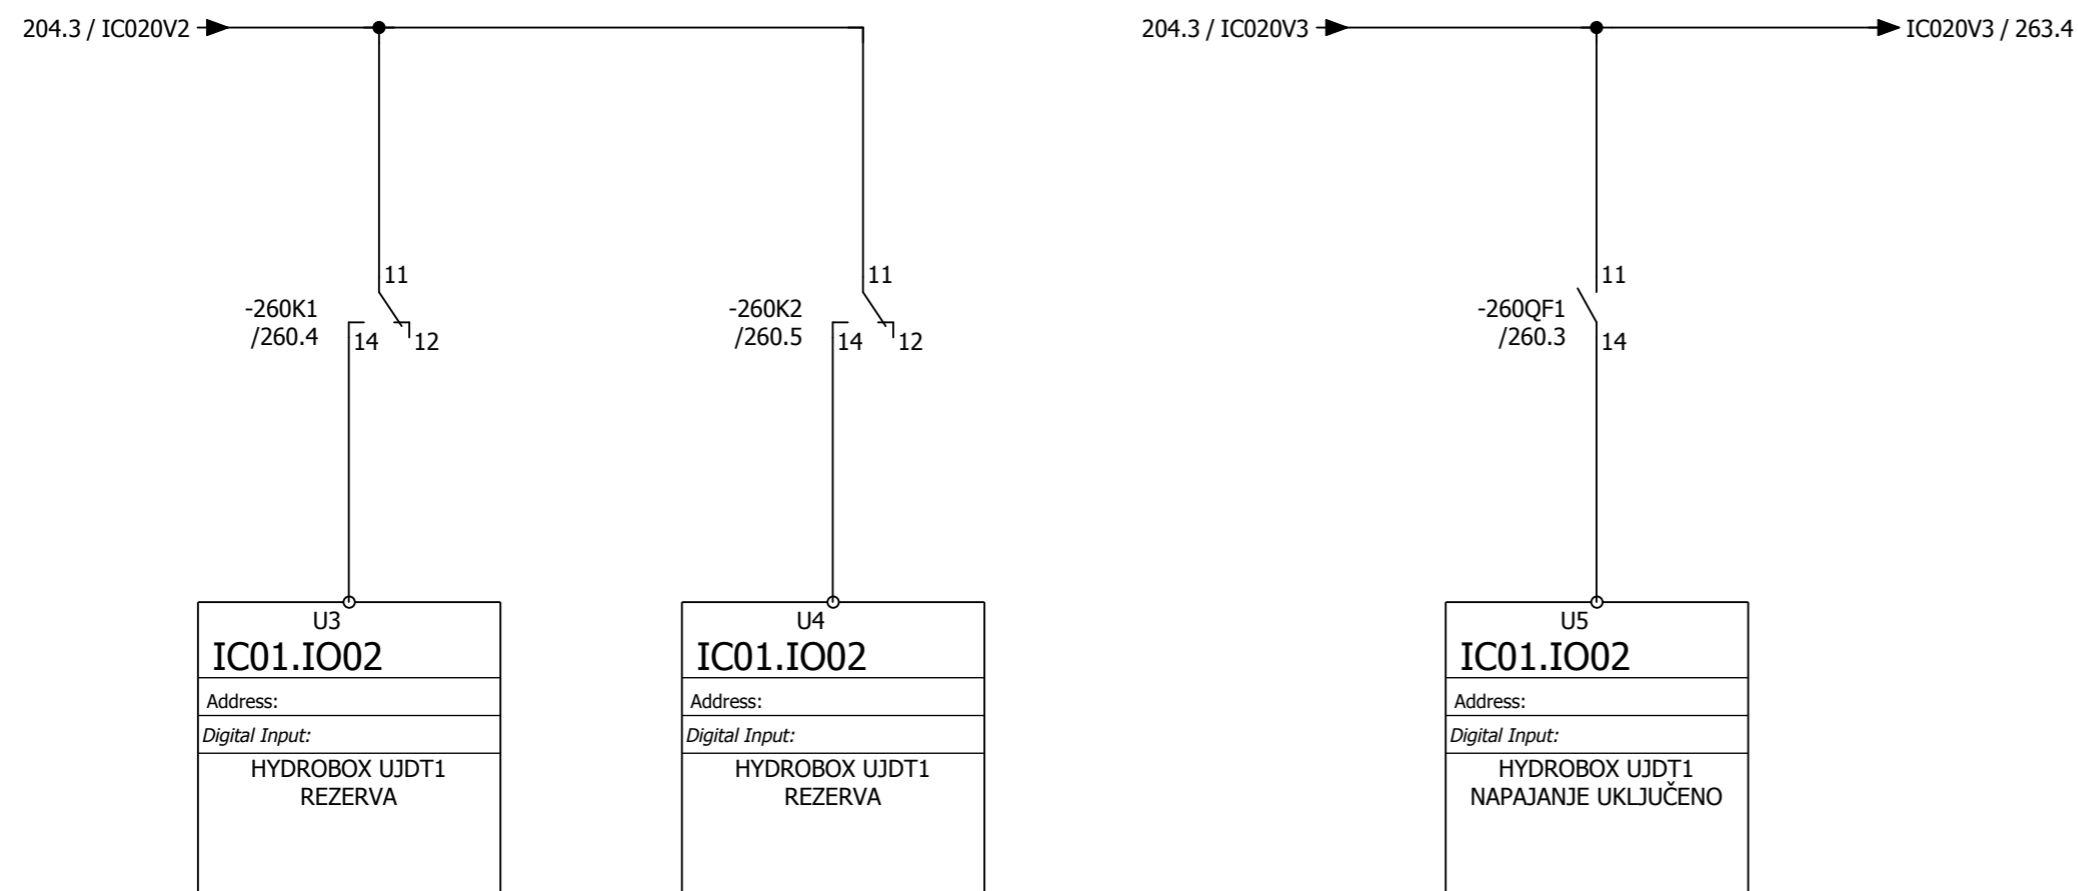 204.3 / IC020V2
204.3 / IC020V3
IC020V3 / 263.4
11
-260K1
/260.4
14
12
11
-260K2
/260.5
14
12
11
-260QF1
/260.3
14
U3
IC01.IO02
Address:
Digital Input:
HYDROBOX UJDT1
REZERVA
U4
IC01.IO02
Address:
Digital Input:
HYDROBOX UJDT1
REZERVA
U5
IC01.IO02
Address:
Digital Input:
HYDROBOX UJDT1
NAPAJANJE UKLJUČENO